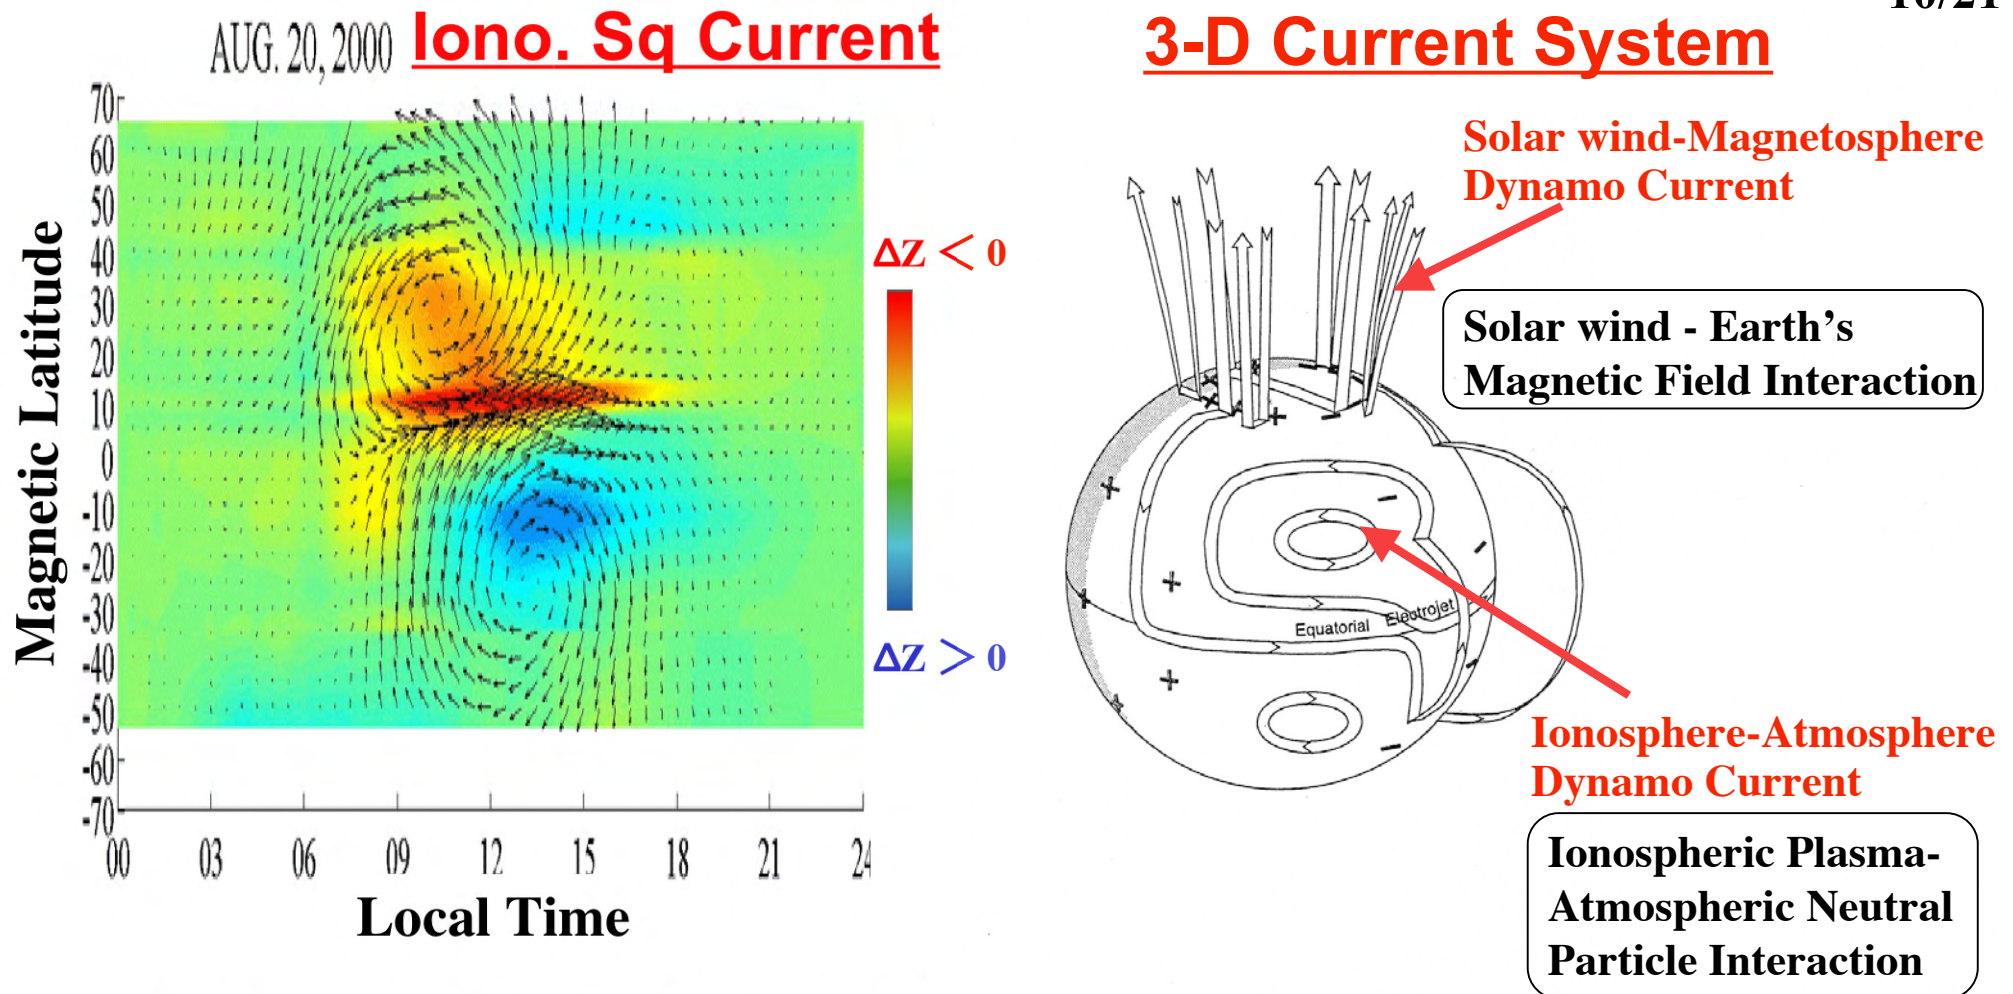 AUG. 20, 2000 Iono. Sq Current
3-D Current System
Solar wind-Magnetosphere
Dynamo Current
Solar wind - Earth’s
Magnetic Field Interaction
ΔZ < 0
ΔZ > 0
Magnetic Latitude
70
60
50
40
30
20
10
10
0
-10
-20
-30
-40
-50
-60
-70
00 03 06 09 12 15 18 21 24
Local Time
Equatorial Electrojet
Ionosphere-Atmosphere
Dynamo Current
Ionospheric Plasma-
Atmospheric Neutral
Particle Interaction